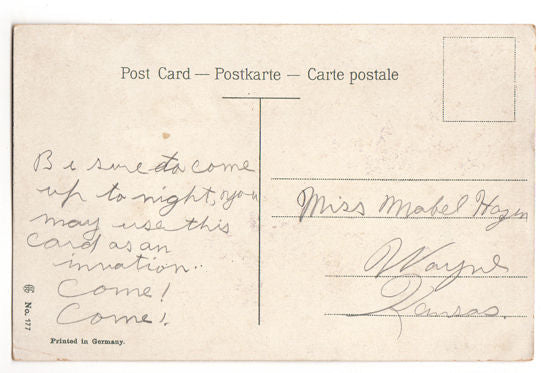 Post Card — Postkarte — Carte postale
Be sure to come
up to night, you
may use this
card as an
invation..
Come!
Come!
Miss Mabel Hazen
Wayne
Kansas.
No. 177
Printed in Germany.